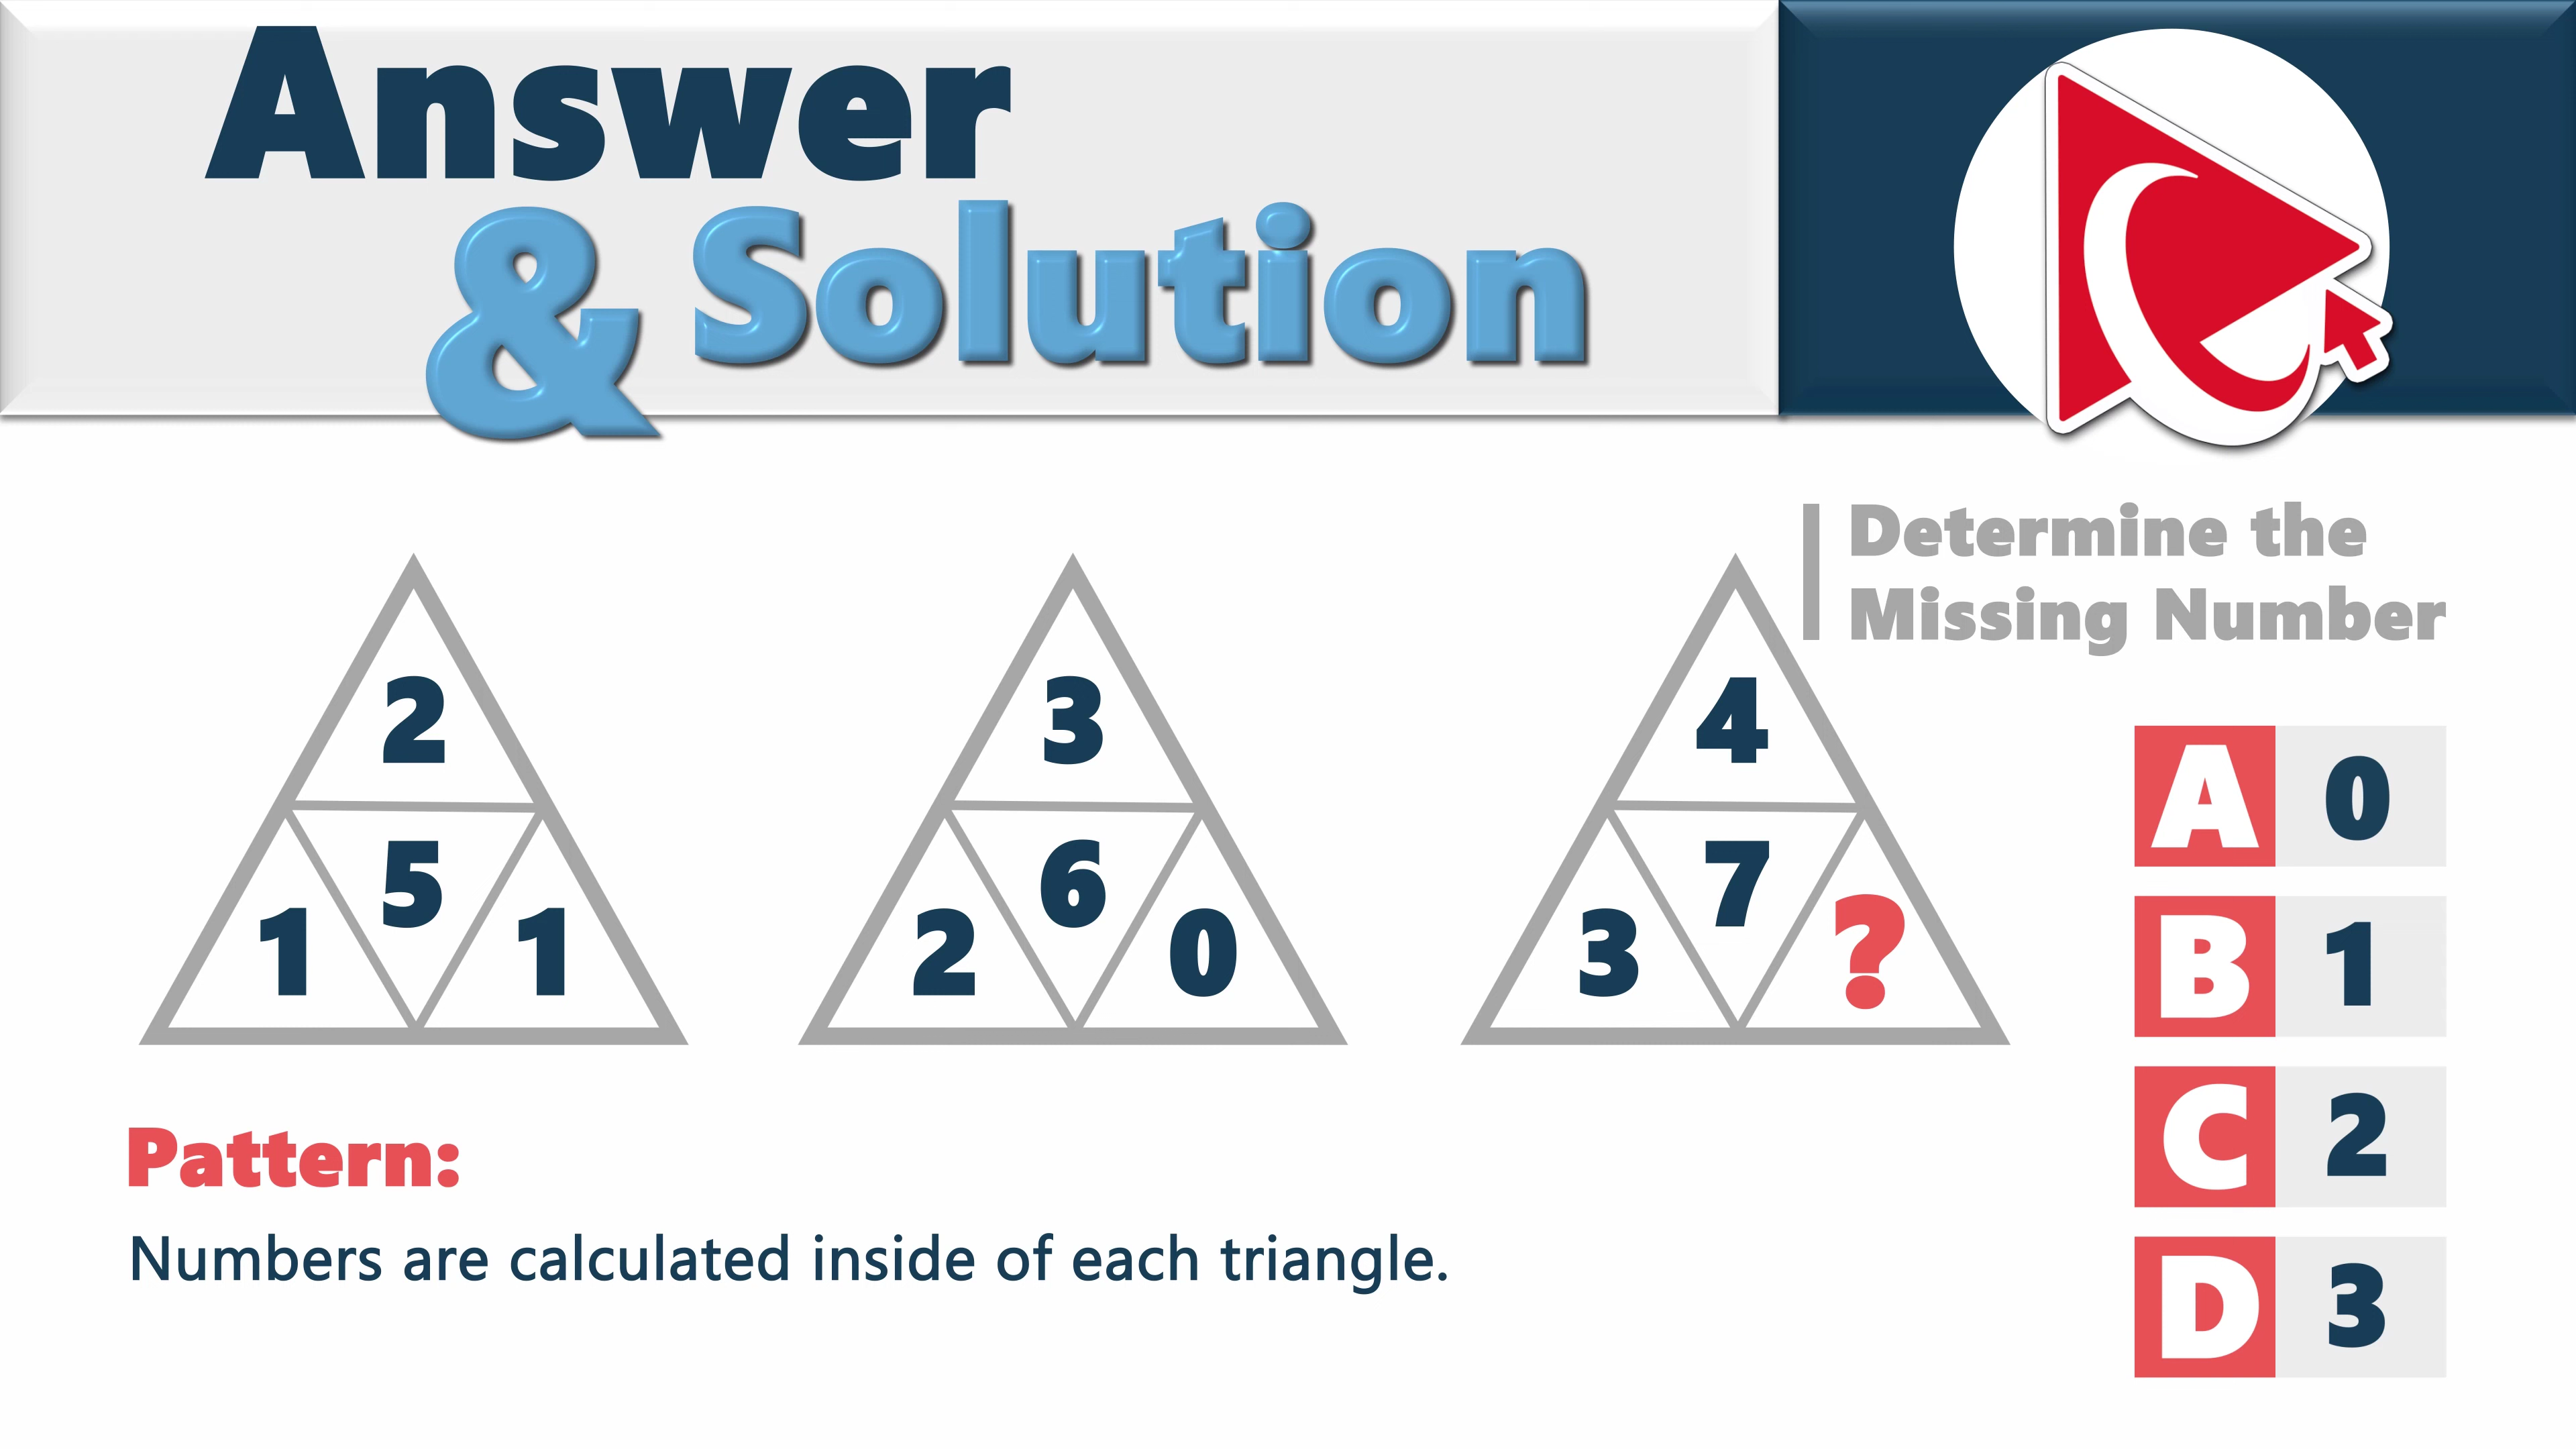 Answer
& Solution
Determine the
Missing Number
2
5
1 1
3
6
2 0
4
7
3 ?
A 0
B 1
C 2
D 3
Pattern:
Numbers are calculated inside of each triangle.